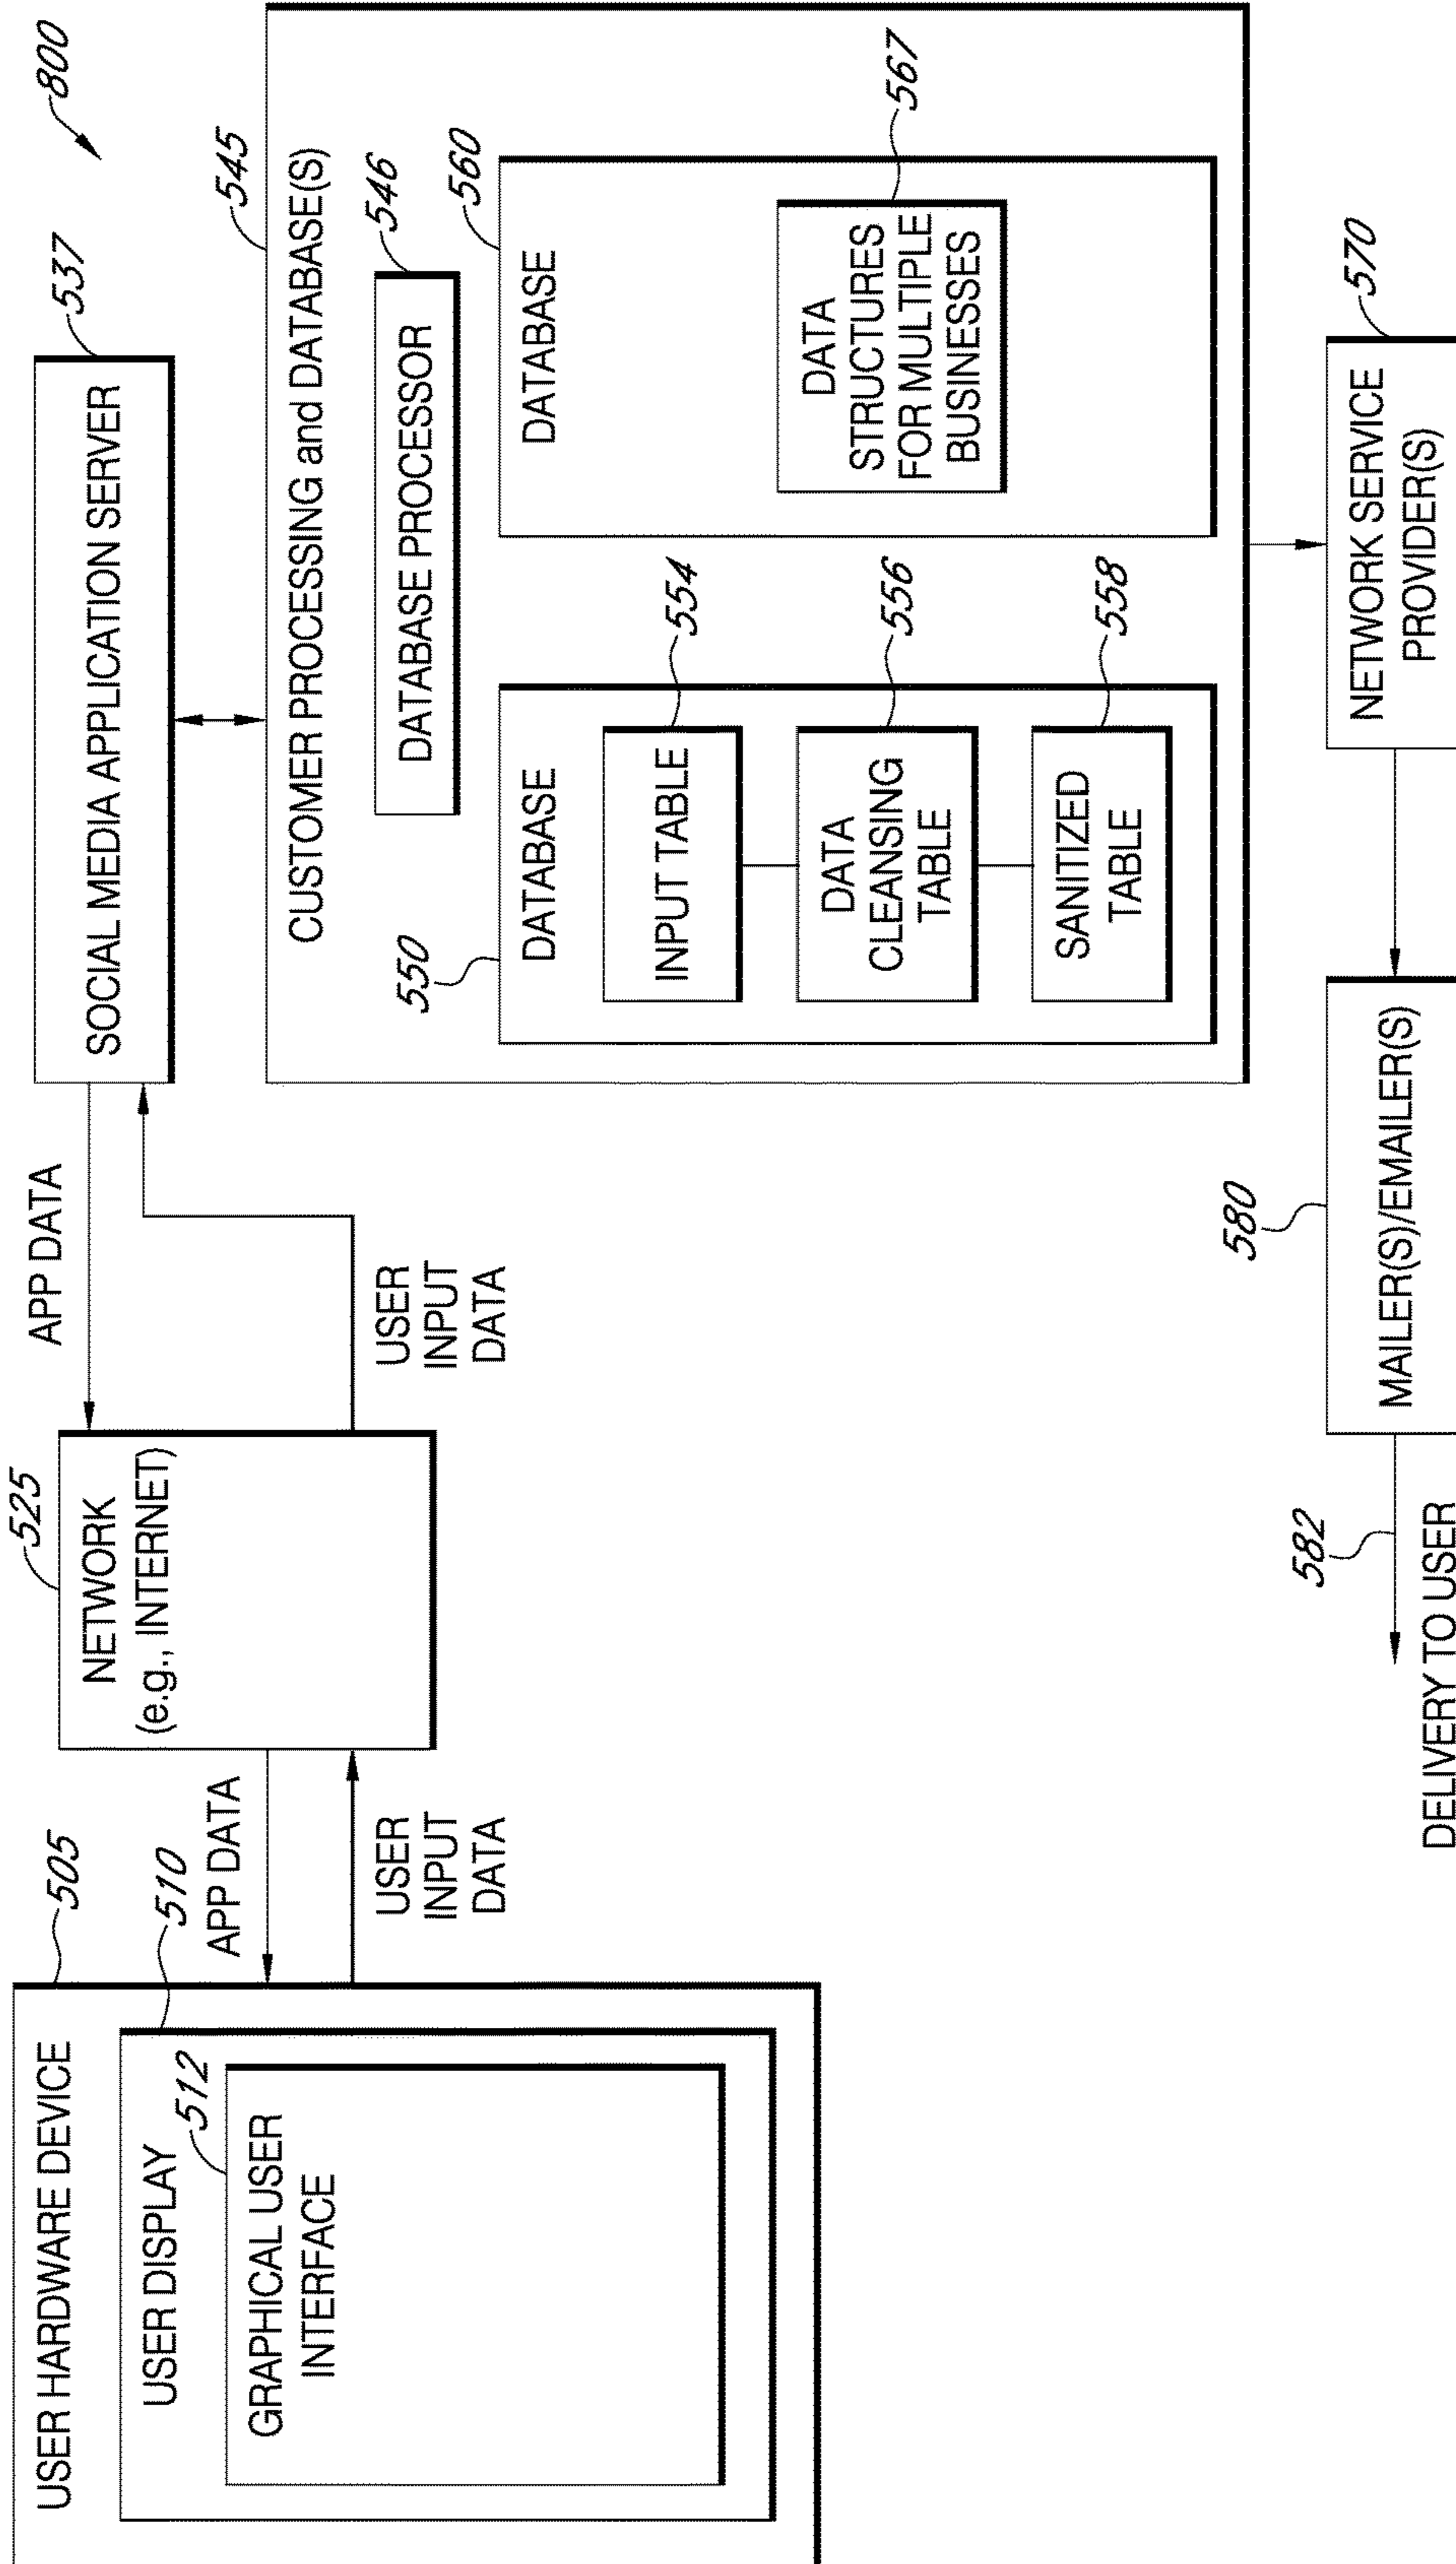 800
USER HARDWARE DEVICE
505
USER DISPLAY
510
512
GRAPHICAL USER
INTERFACE
APP DATA
USER
INPUT
DATA
525
NETWORK
(e.g., INTERNET)
APP DATA
USER
INPUT
DATA
537
SOCIAL MEDIA APPLICATION SERVER
545
CUSTOMER PROCESSING and DATABASE(S)
546
DATABASE PROCESSOR
550
DATABASE
554
INPUT TABLE
556
DATA
CLEANSING
TABLE
558
SANITIZED
TABLE
560
DATABASE
567
DATA
STRUCTURES
FOR MULTIPLE
BUSINESSES
570
NETWORK SERVICE
PROVIDER(S)
580
MAILER(S)/EMAILER(S)
582
DELIVERY TO USER